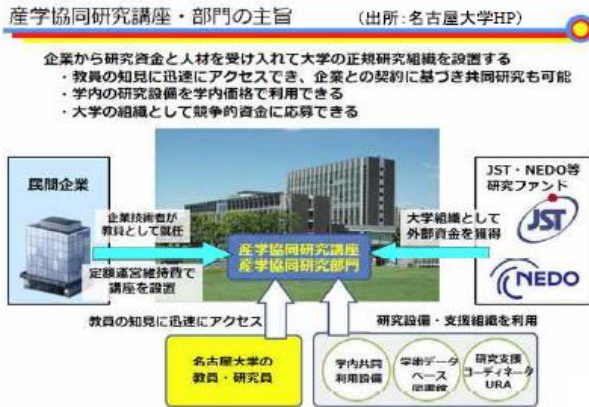 産学協同研究講座・部門の主旨
(出所:名古屋大学HP)
企業から研究資金と人材を受け入れて大学の正規研究組織を設置する
・教員の知見に迅速にアクセスでき、企業との契約に基づき共同研究も可能
・学内の研究設備を学内価格で利用できる
・大学の組織として競争的資金に応募できる
民間企業
企業技術者が
教員として就任
定額運営維持費で
講座を設置
産学協同研究講座
産学協同研究部門
大学組織として
外部資金を獲得
JST・NEDO等
研究ファンド
JST
NEDO
教員の知見に迅速にアクセス
研究設備・支援組織を利用
名古屋大学の
教員・研究員
学内共同
利用設備
学術データ
ベース
図書館
研究支援
コーディネータ
URA